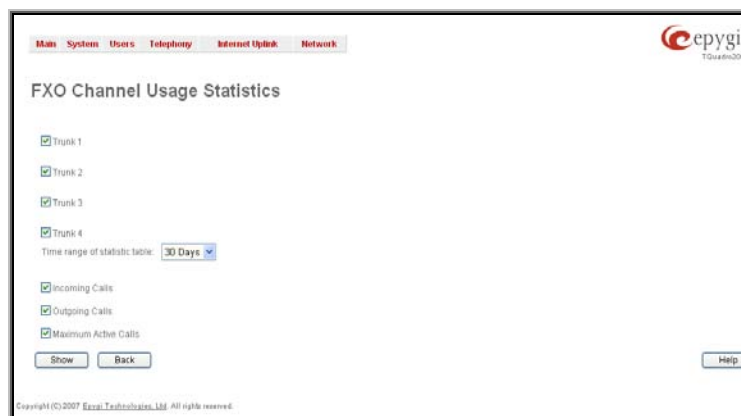 Main System Users Telephony Internet Uplink Network
epygi
FXO Channel Usage Statistics
Trunk 1
Trunk 2
Trunk 3
Trunk 4
Time range of statistic table: 30 Days
Incoming Calls
Outgoing Calls
Maximum Active Calls
Show Back Help
Copyright (C) 2007 Epygi Technologies, Ltd. All rights reserved.